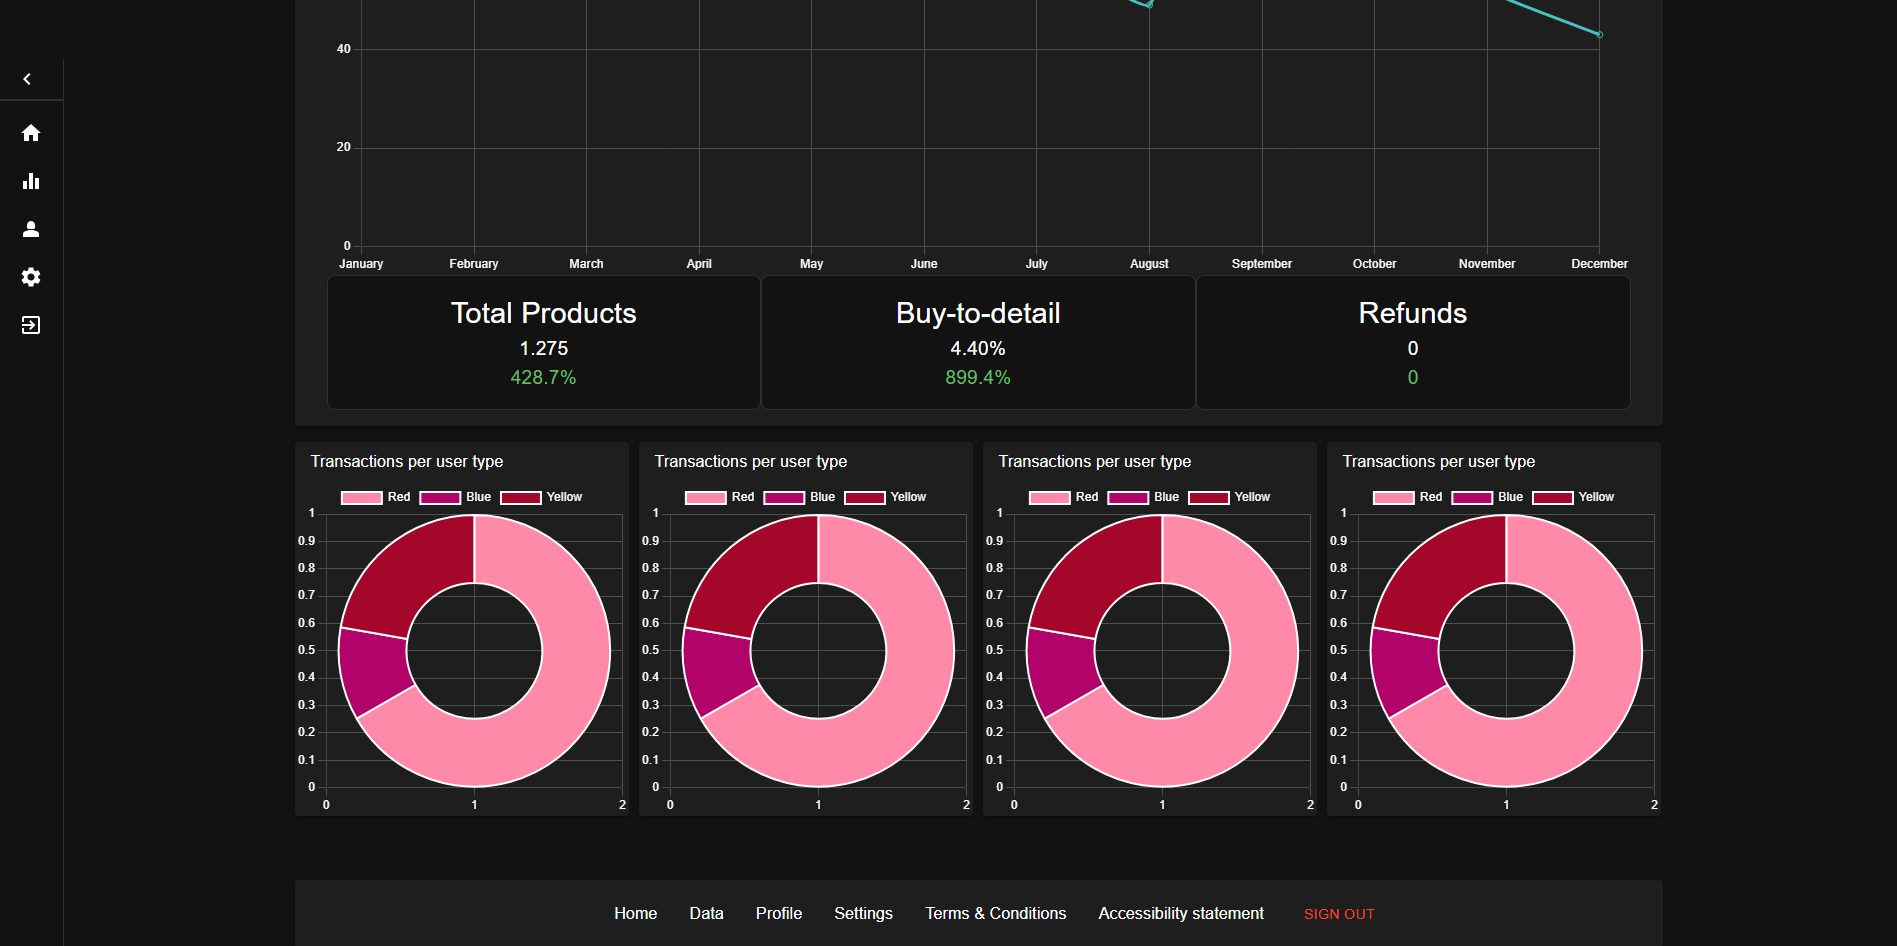 40
20
0
January February March April May June July August September October November December
Total Products Buy-to-detail Refunds
1.275 4.40% 0
428.7% 899.4% 0
Transactions per user type Transactions per user type Transactions per user type Transactions per user type
Red Blue Yellow Red Blue Yellow Red Blue Yellow Red Blue Yellow
1 1 1 1
0.9 0.9 0.9 0.9
0.8 0.8 0.8 0.8
0.7 0.7 0.7 0.7
0.6 0.6 0.6 0.6
0.5 0.5 0.5 0.5
0.4 0.4 0.4 0.4
0.3 0.3 0.3 0.3
0.2 0.2 0.2 0.2
0.1 0.1 0.1 0.1
0 0 0 0
0 1 2 0 1 2 0 1 2 0 1 2
Home Data Profile Settings Terms & Conditions Accessibility statement SIGN OUT